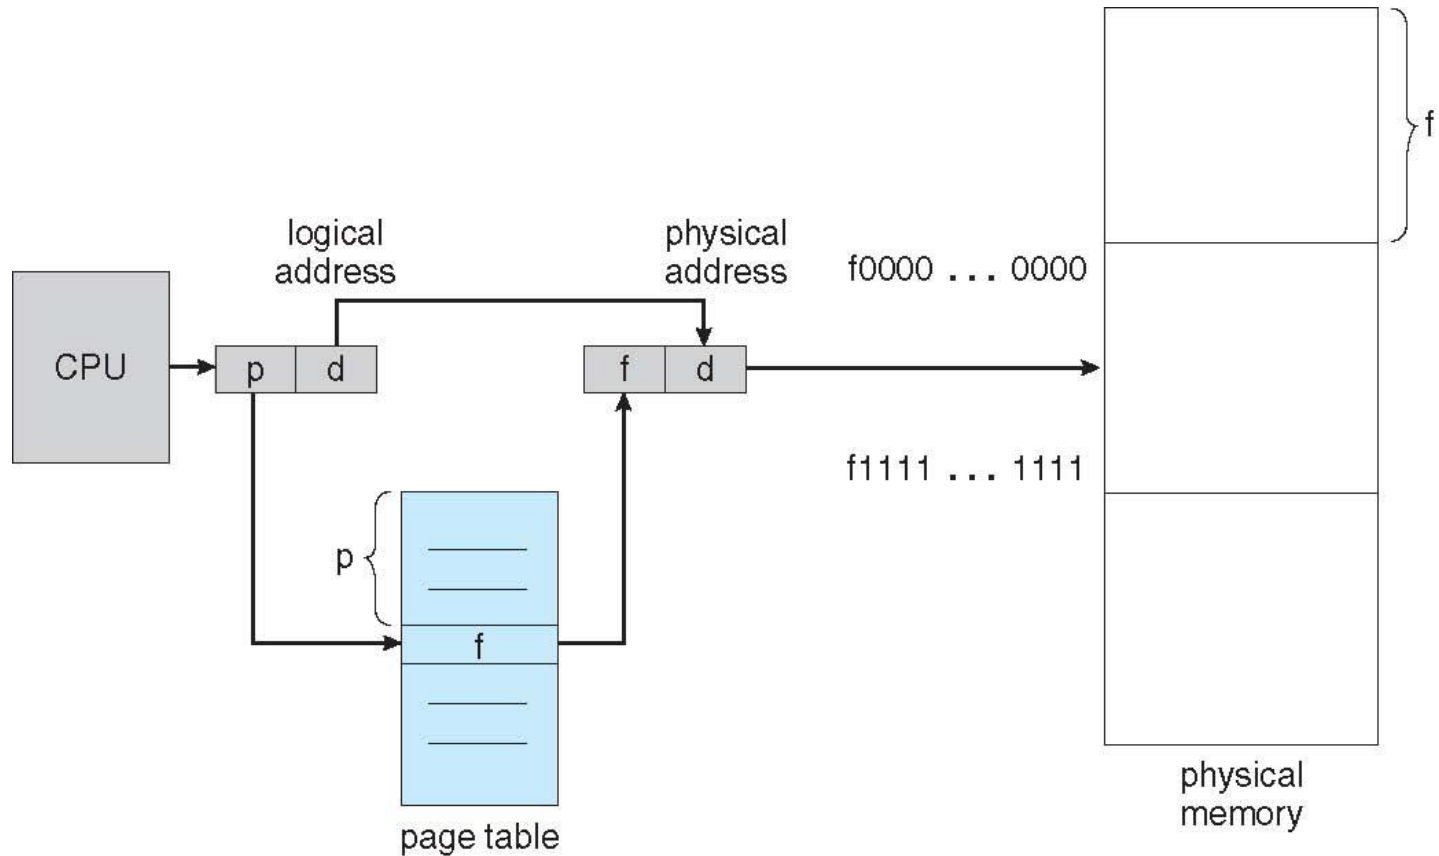 f
logical
address
physical
address
f0000 ... 0000
CPU
p
d
f
d
f1111 ... 1111
p
f
page table
physical
memory